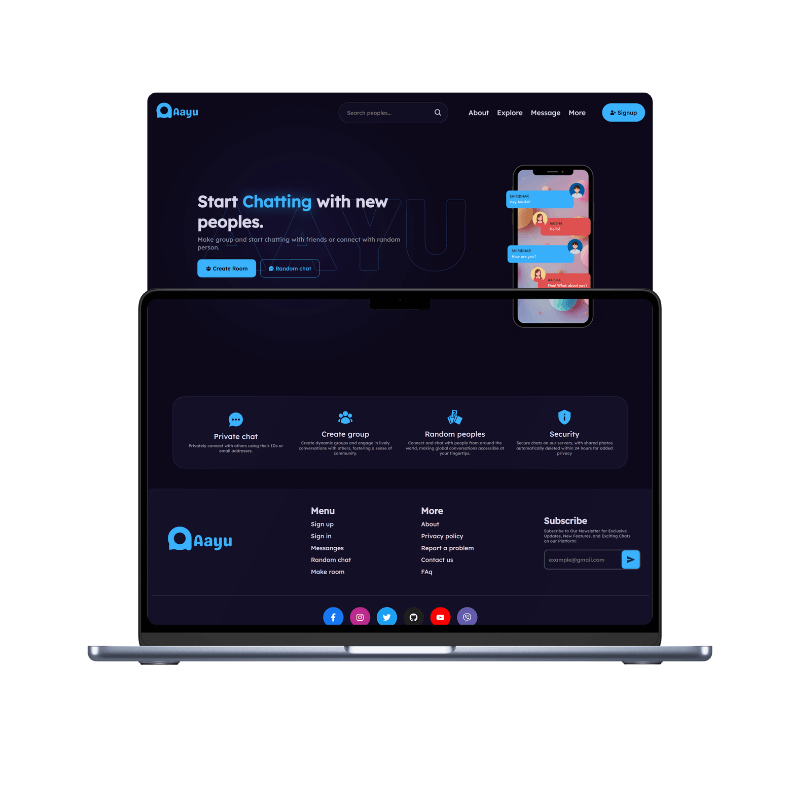 Aayu
Search peoples...
About Explore Message More
Signup
AAYU
Start Chatting with new
peoples.
Make group and start chatting with friends or connect with random
person.
Create Room
Random chat
Hey Aecha!
Hello!
How are you?
Fine! What about you?
Private chat
Privately connect with others using their IDs or
email addresses.
Create group
Create dynamic groups and engage in lively
conversations with others, fostering a sense of
community.
Random peoples
Connect and chat with people from around the
world, making global conversations accessible at
your fingertips.
Security
Secure chats on our servers, with shared photos
automatically deleted within 24 hours for added
privacy
Aayu
Menu
Sign up
Sign in
Messanges
Random chat
Make room
More
About
Privacy policy
Report a problem
Contact us
FAq
Subscribe
Subscribe to Our Newsletter for Exclusive
Updates, New Features, and Exciting Chats
on our Platform!
example@gmail.com